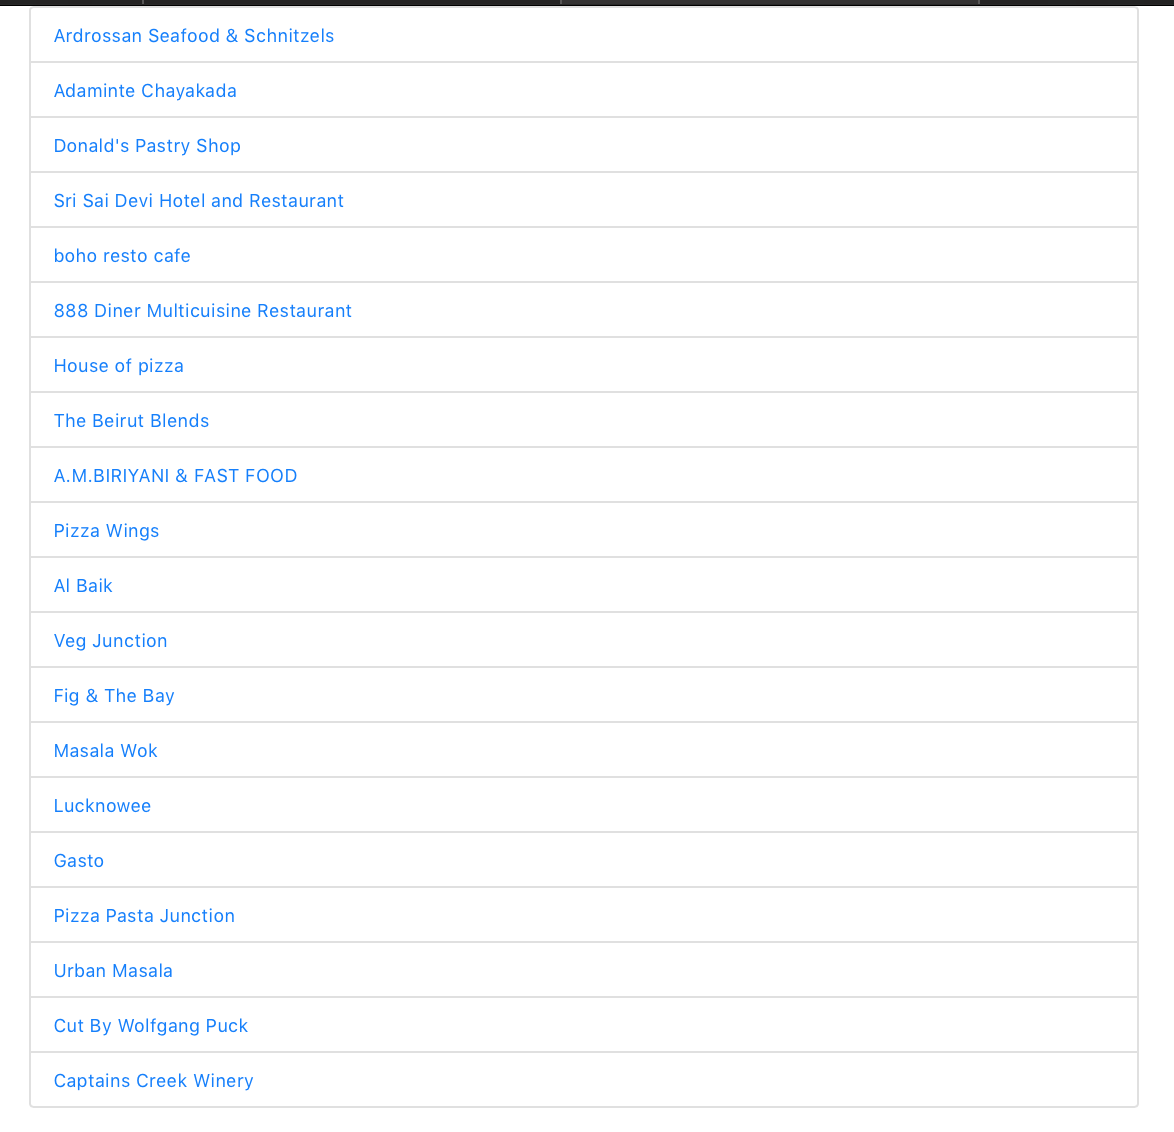 Ardrossan Seafood & Schnitzels
Adaminte Chayakada
Donald's Pastry Shop
Sri Sai Devi Hotel and Restaurant
boho resto cafe
888 Diner Multicuisine Restaurant
House of pizza
The Beirut Blends
A.M.BIRIYANI & FAST FOOD
Pizza Wings
Al Baik
Veg Junction
Fig & The Bay
Masala Wok
Lucknowee
Gasto
Pizza Pasta Junction
Urban Masala
Cut By Wolfgang Puck
Captains Creek Winery